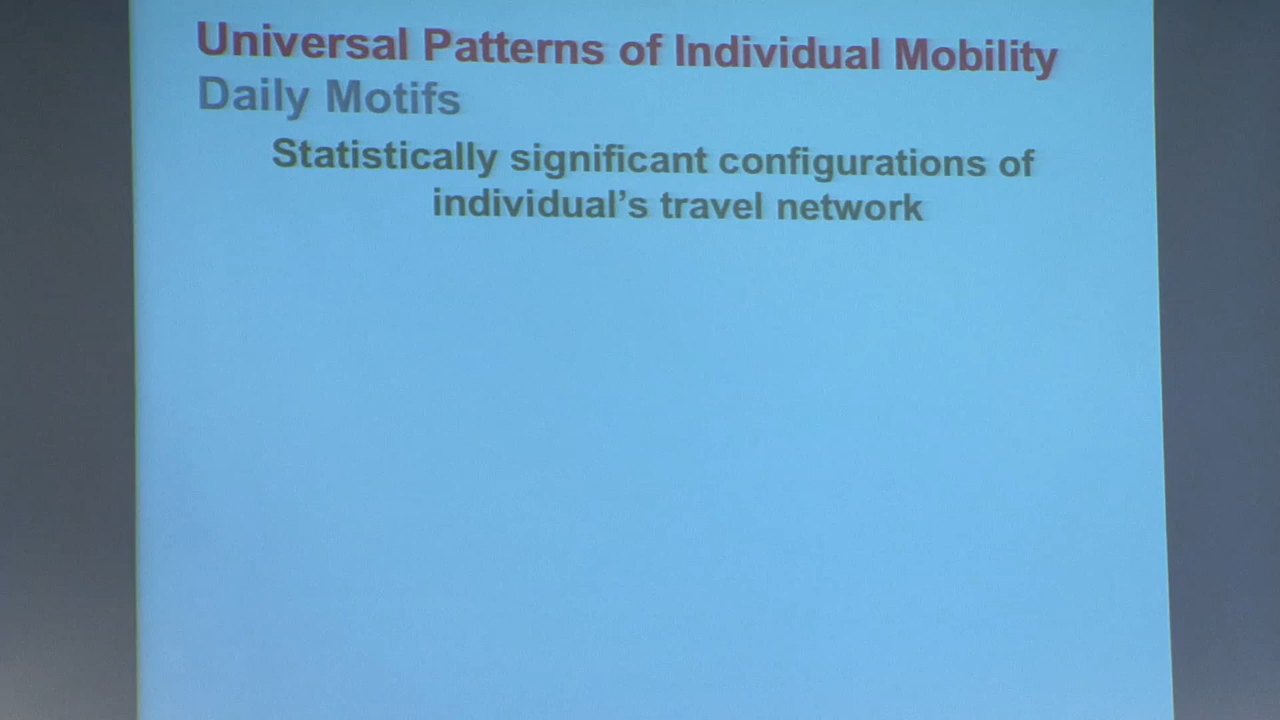 Universal Patterns of Individual Mobility
Daily Motifs
Statistically significant configurations of
individual’s travel network